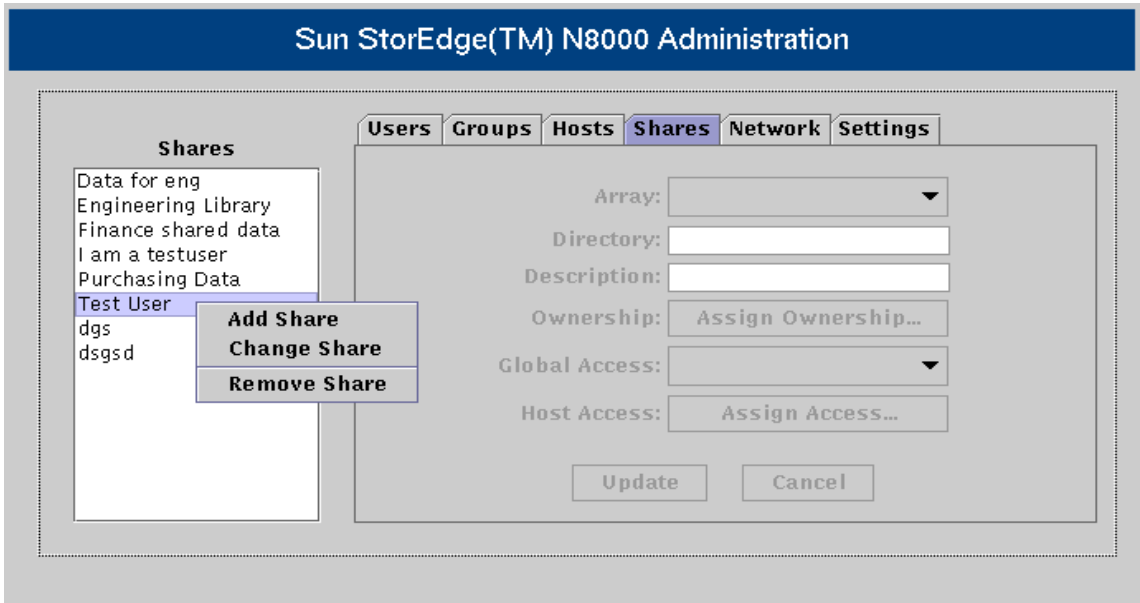 Sun StorEdge(TM) N8000 Administration
Shares
Data for eng
Engineering Library
Finance shared data
I am a testuser
Purchasing Data
Test User
dgs
dsgsd
Add Share
Change Share
Remove Share
Users Groups Hosts Shares Network Settings
Array:
Directory:
Description:
Ownership: Assign Ownership...
Global Access:
Host Access: Assign Access...
Update Cancel